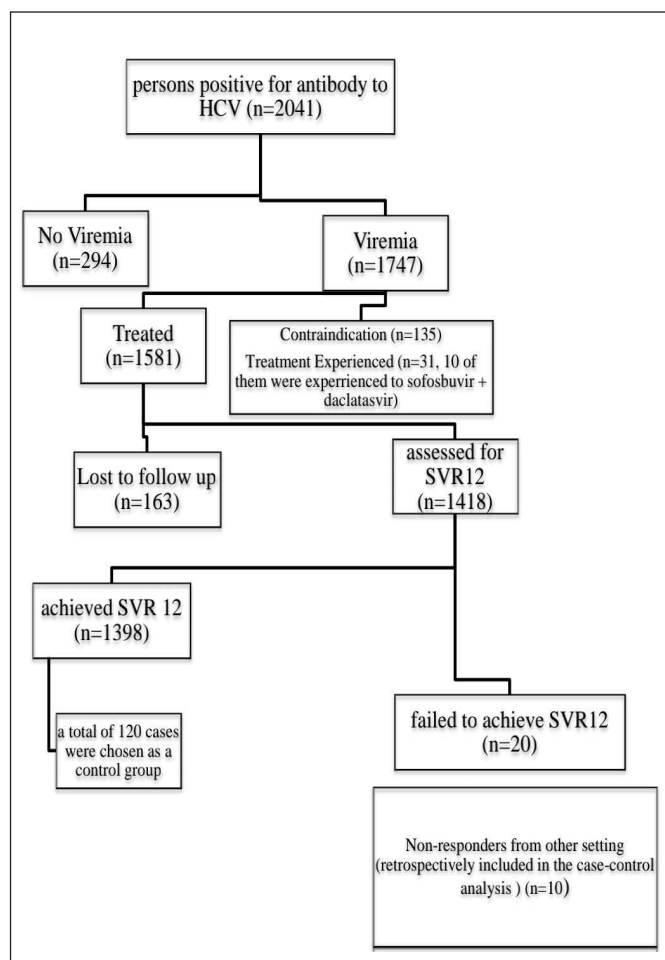 persons positive for antibody to
HCV (n=2041)
No Viremia
(n=294)
Viremia
(n=1747)
Treated
(n=1581)
Contraindication (n=135)
Treatment Experienced (n=31, 10 of
them were experrienced to sofosbuvir +
daclatasvir)
Lost to follow up
(n=163)
assessed for
SVR12
(n=1418)
achieved SVR 12
(n=1398)
a total of 120 cases
were chosen as a
control group
failed to achieve SVR12
(n=20)
Non-responders from other setting
(retrospectively included in the case-control
analysis ) (n=10)